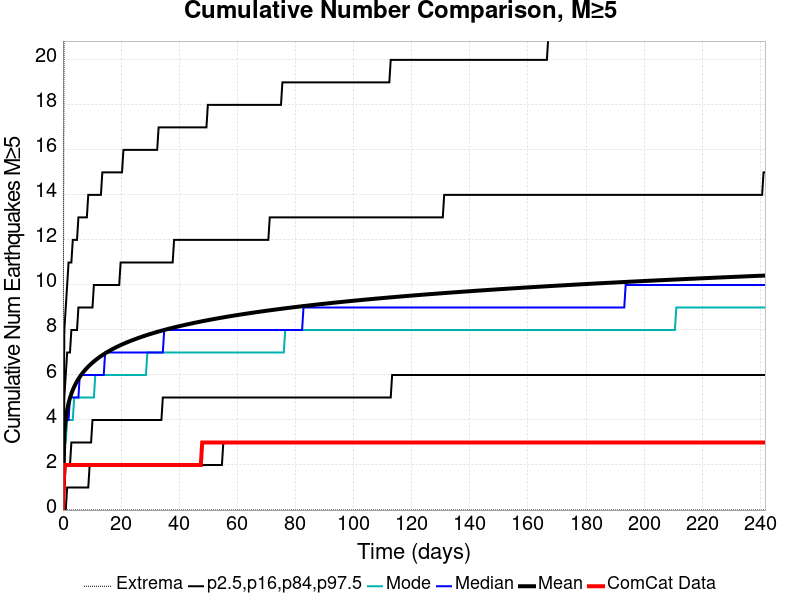 Cumulative Number Comparison, M≥5
Cumulative Num Earthquakes M≥5
20
18
16
14
12
10
8
6
4
2
0
0 20 40 60 80 100 120 140 160 180 200 220 240
Time (days)
Extrema p2.5,p16,p84,p97.5 Mode Median Mean ComCat Data